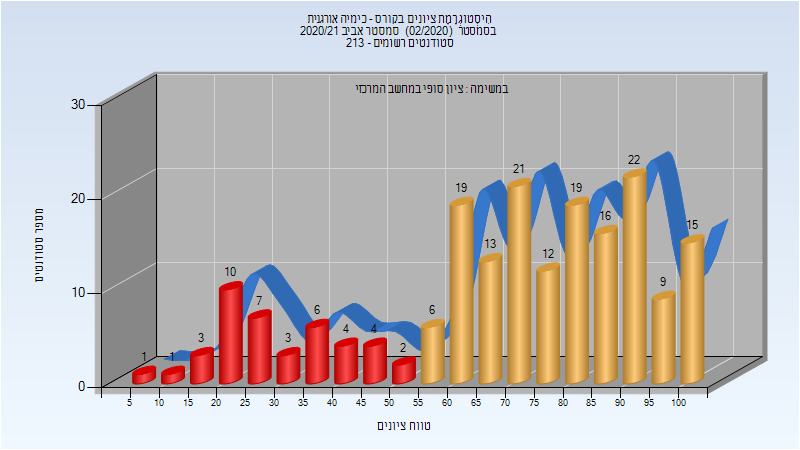 היסטוגרמת ציונים בקורס - כימיה אורגנית
בסמסטר (02/2020) סמסטר אביב 2020/21
סטודנטים רשומים - 213
במשימה : ציון סופי במחשב המרכזי
מספר סטודנטים
30
20
10
0
1 1 3 10 7 3 6 4 4 2 6 19 13 21 12 19 16 22 9 15
5 10 15 20 25 30 35 40 45 50 55 60 65 70 75 80 85 90 95 100
טווח ציונים